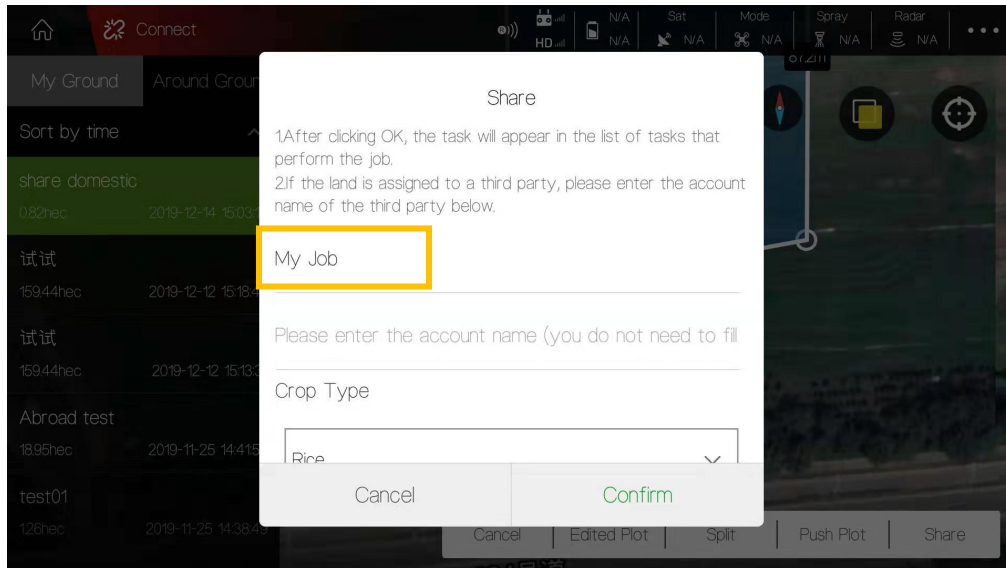 Connect
HD
N/A
N/A
Sat
N/A
Mode
N/A
Spray
N/A
Radar
N/A
My Ground
Around Groun
Sort by time
share domestic
0.82hec
2019-12-14 15:03:1
试试
159.44hec
2019-12-12 15:18:4
试试
159.44hec
2019-12-12 15:13:3
Abroad test
18.95hec
2019-11-25 14:41:5
test01
1.26hec
2019-11-25 14:38:49
67.2m
Share
1.After clicking OK, the task will appear in the list of tasks that
perform the job.
2.If the land is assigned to a third party, please enter the account
name of the third party below.
My Job
Please enter the account name (you do not need to fill
Crop Type
Rice
Cancel
Confirm
Cancel
Edited Plot
Split
Push Plot
Share